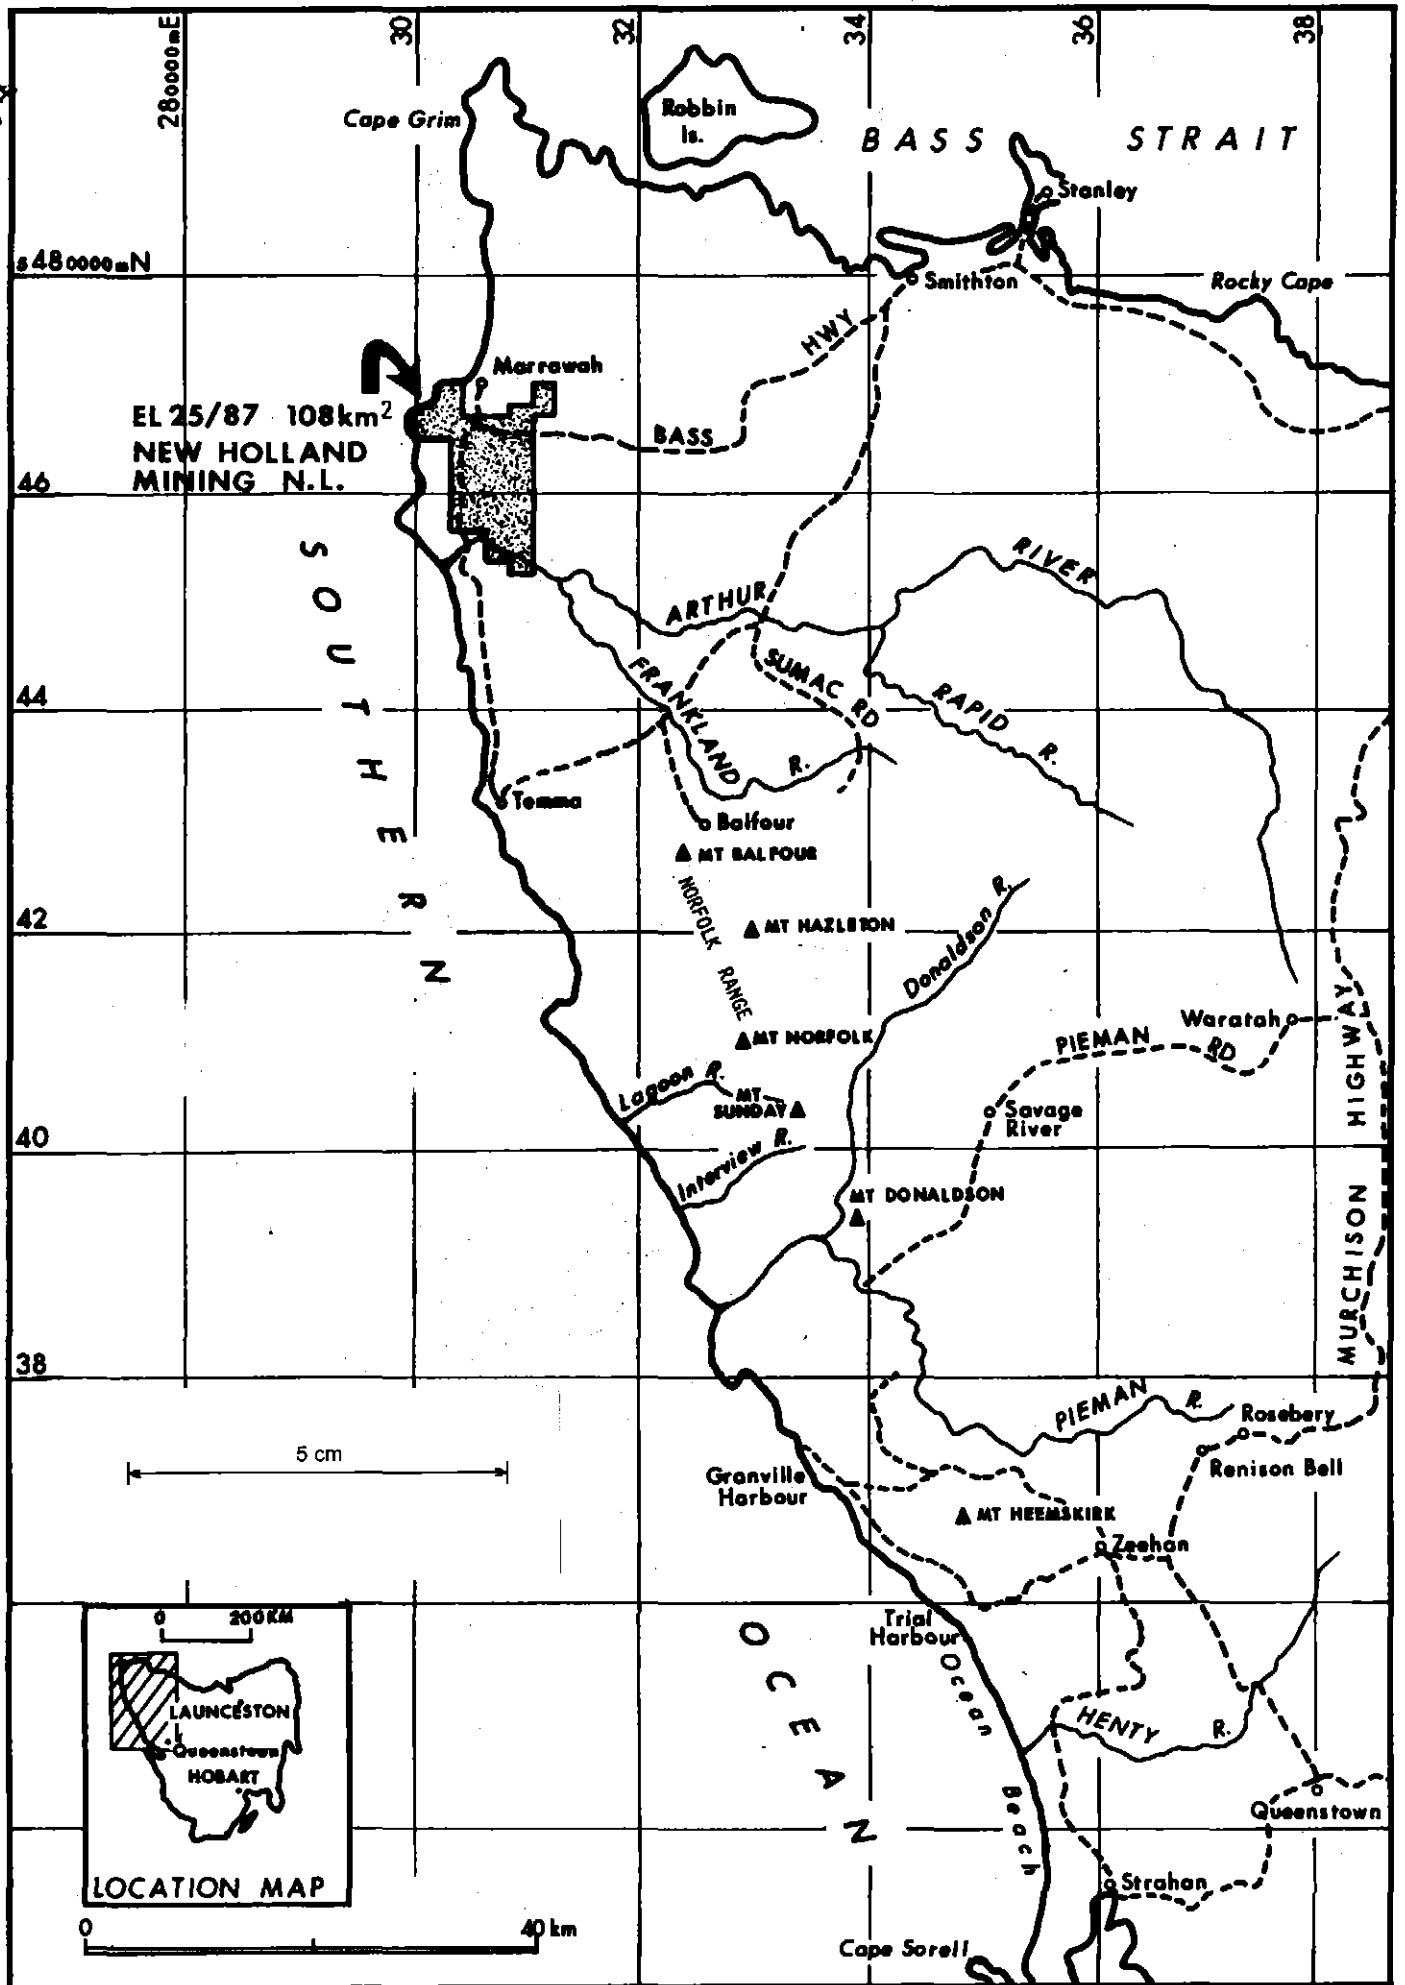 280000mE
30
32
34
36
38
Cape Grim
Robbin
Is.
BASS STRAIT
Stanley
5480000mN
Smithton
Rocky Cape
HWY
Marrawah
EL 25/87 108km²
NEW HOLLAND
MINING N.L.
BASS
46
SOUTHERN
RIVER
ARTHUR
FRANKLAND
R.
SUMAC RD
RAPID
R.
44
Temma
Balfour
MT BALFOUR
NORFOLK RANGE
MT HAZLETON
42
Donaldson R.
MT NORFOLK
Waratah
PIEMAN
RD
MURCHISON HIGHWAY
Lagoon R.
MT
SUNDAY
Savage
River
40
Interview R.
MT DONALDSON
38
PIEMAN
R.
Rosebery
Renison Bell
5 cm
Granville
Harbour
MT HEEMSKIRK
Zeehan
Trial
Harbour
OCEAN
Ocean Beach
HENTY
R.
Queenstown
Strahan
Cape Sorell
0 200KM
LAUNCESTON
Queenstown
HOBART
LOCATION MAP
0 40 km